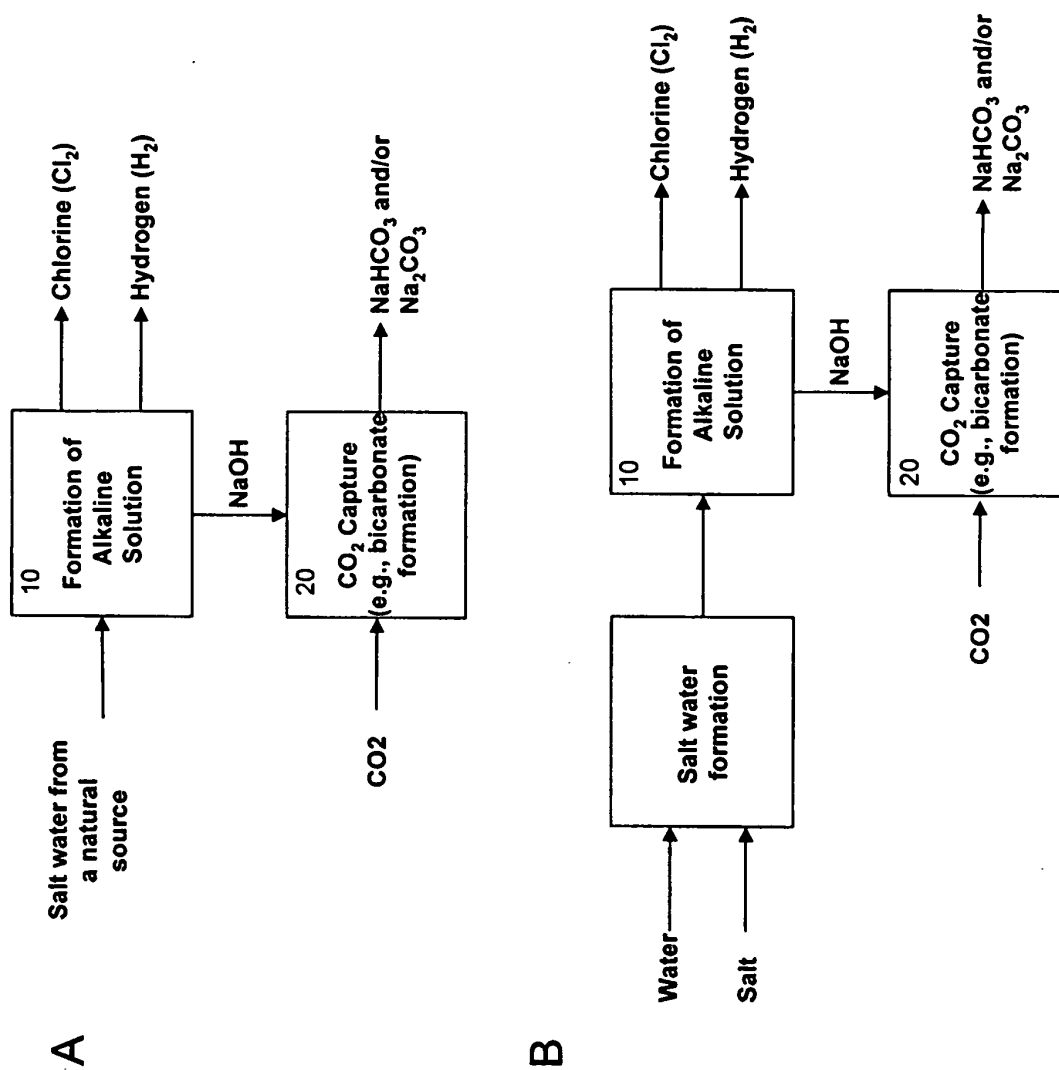 A
Salt water from
a natural
source
10
Formation of
Alkaline
Solution
Chlorine (Cl₂)
Hydrogen (H₂)
NaOH
CO2
20
CO₂ Capture
(e.g., bicarbonate
formation)
NaHCO₃ and/or
Na₂CO₃
B
Water
Salt
Salt water
formation
10
Formation of
Alkaline
Solution
Chlorine (Cl₂)
Hydrogen (H₂)
NaOH
CO2
20
CO₂ Capture
(e.g., bicarbonate
formation)
NaHCO₃ and/or
Na₂CO₃